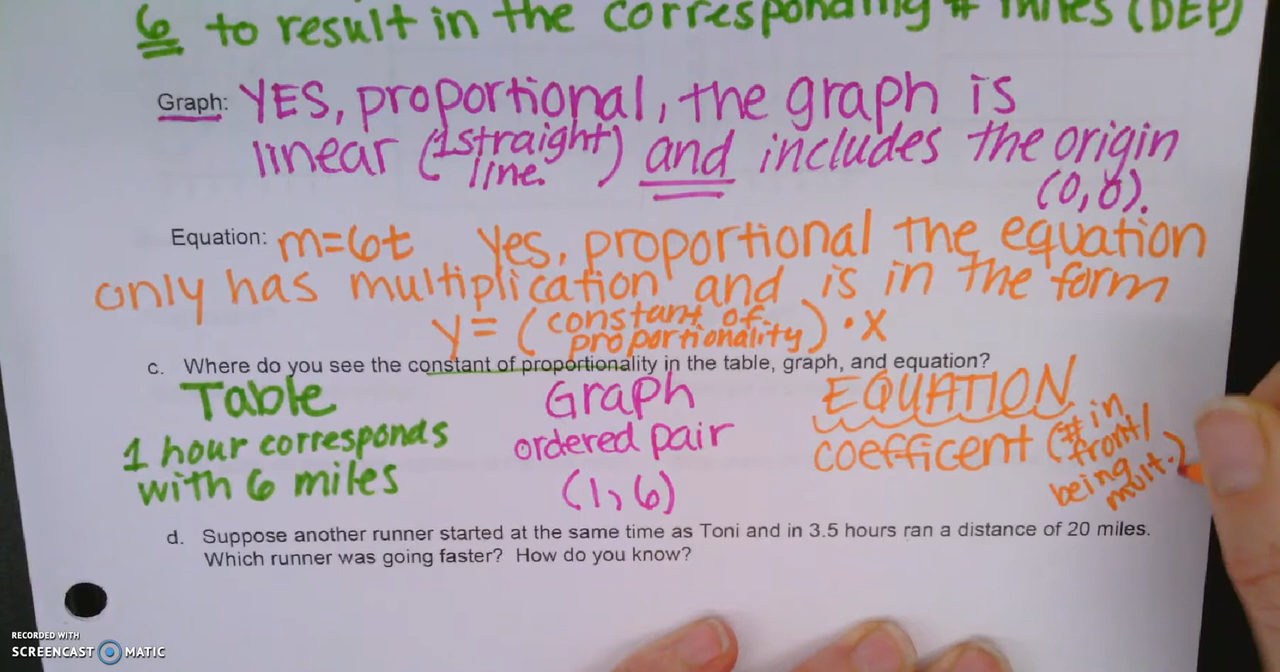 6 to result in the corresponding # miles (DEP)
Graph: YES, proportional, the graph is
linear (1 straight line.) and includes the origin
(0,0).
Equation: m=6t Yes, proportional the equation
only has multiplication and is in the form
y = (constant of proportionality) · x
c. Where do you see the constant of proportionality in the table, graph, and equation?
Table Graph EQUATION
1 hour corresponds with 6 miles
ordered pair
(1,6)
coefficent (# in front/ being mult.)
d. Suppose another runner started at the same time as Toni and in 3.5 hours ran a distance of 20 miles.
Which runner was going faster? How do you know?
RECORDED WITH
SCREENCAST MATIC